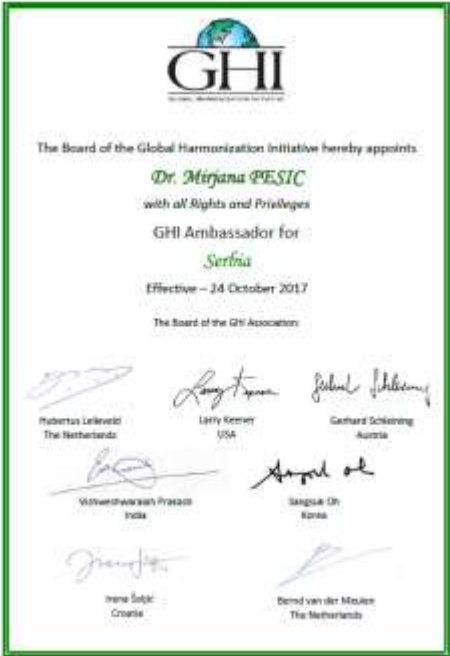 GHI
GLOBAL HARMONIZATION INITIATIVE
The Board of the Global Harmonization Initiative hereby appoints
Dr. Mirjana PESIC
with all Rights and Privileges
GHI Ambassador for
Serbia
Effective – 24 October 2017
The Board of the GHI Association:
Hubertus Lelieveld
The Netherlands
Larry Keener
USA
Gerhard Schleining
Austria
Vishweshwaraiah Prakash
India
Sangsuk Oh
Korea
Irena Šoljić
Croatia
Bernd van der Meulen
The Netherlands